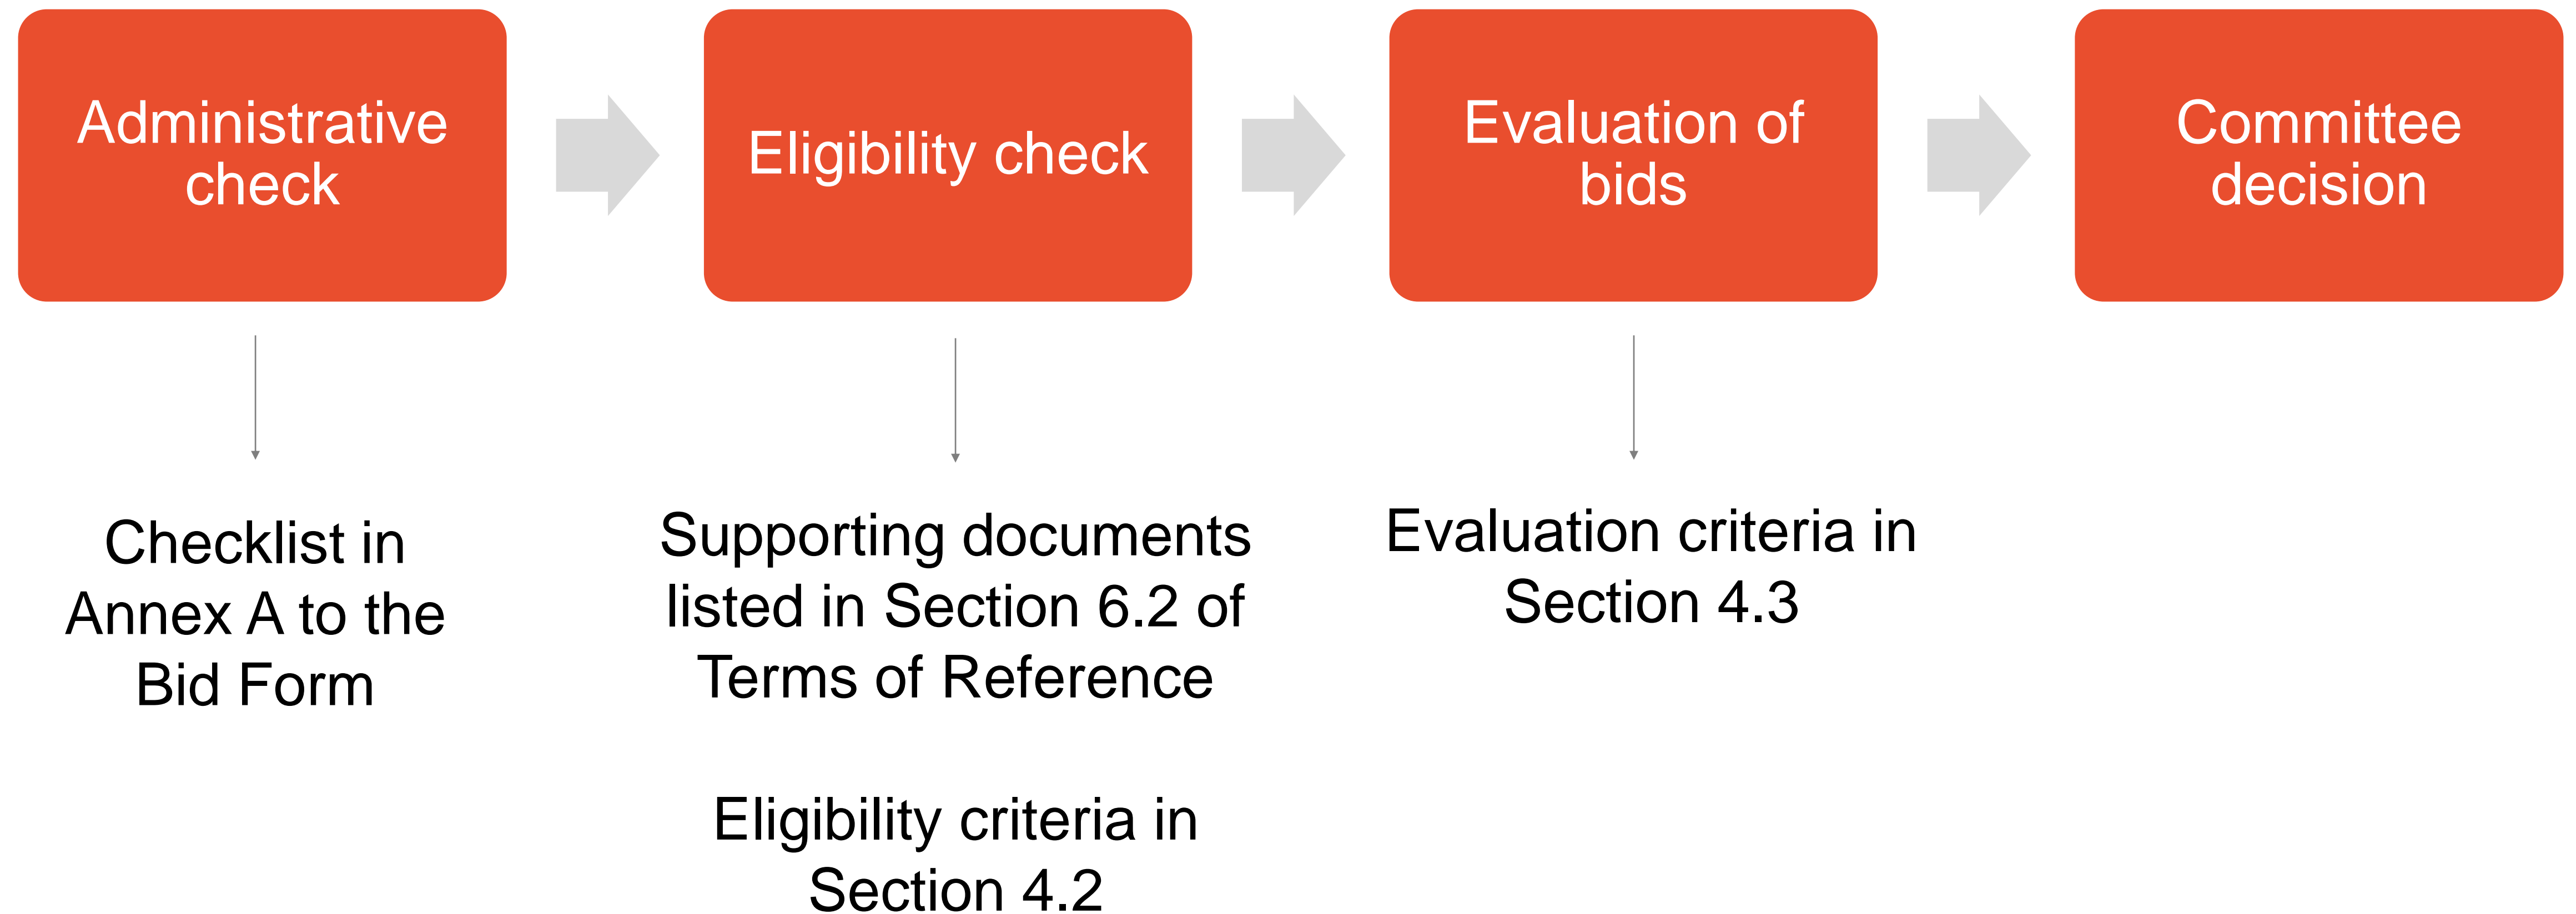 Administrative
check
Eligibility check
Evaluation of
bids
Committee
decision
Checklist in
Annex A to the
Bid Form
Supporting documents
listed in Section 6.2 of
Terms of Reference
Eligibility criteria in
Section 4.2
Evaluation criteria in
Section 4.3